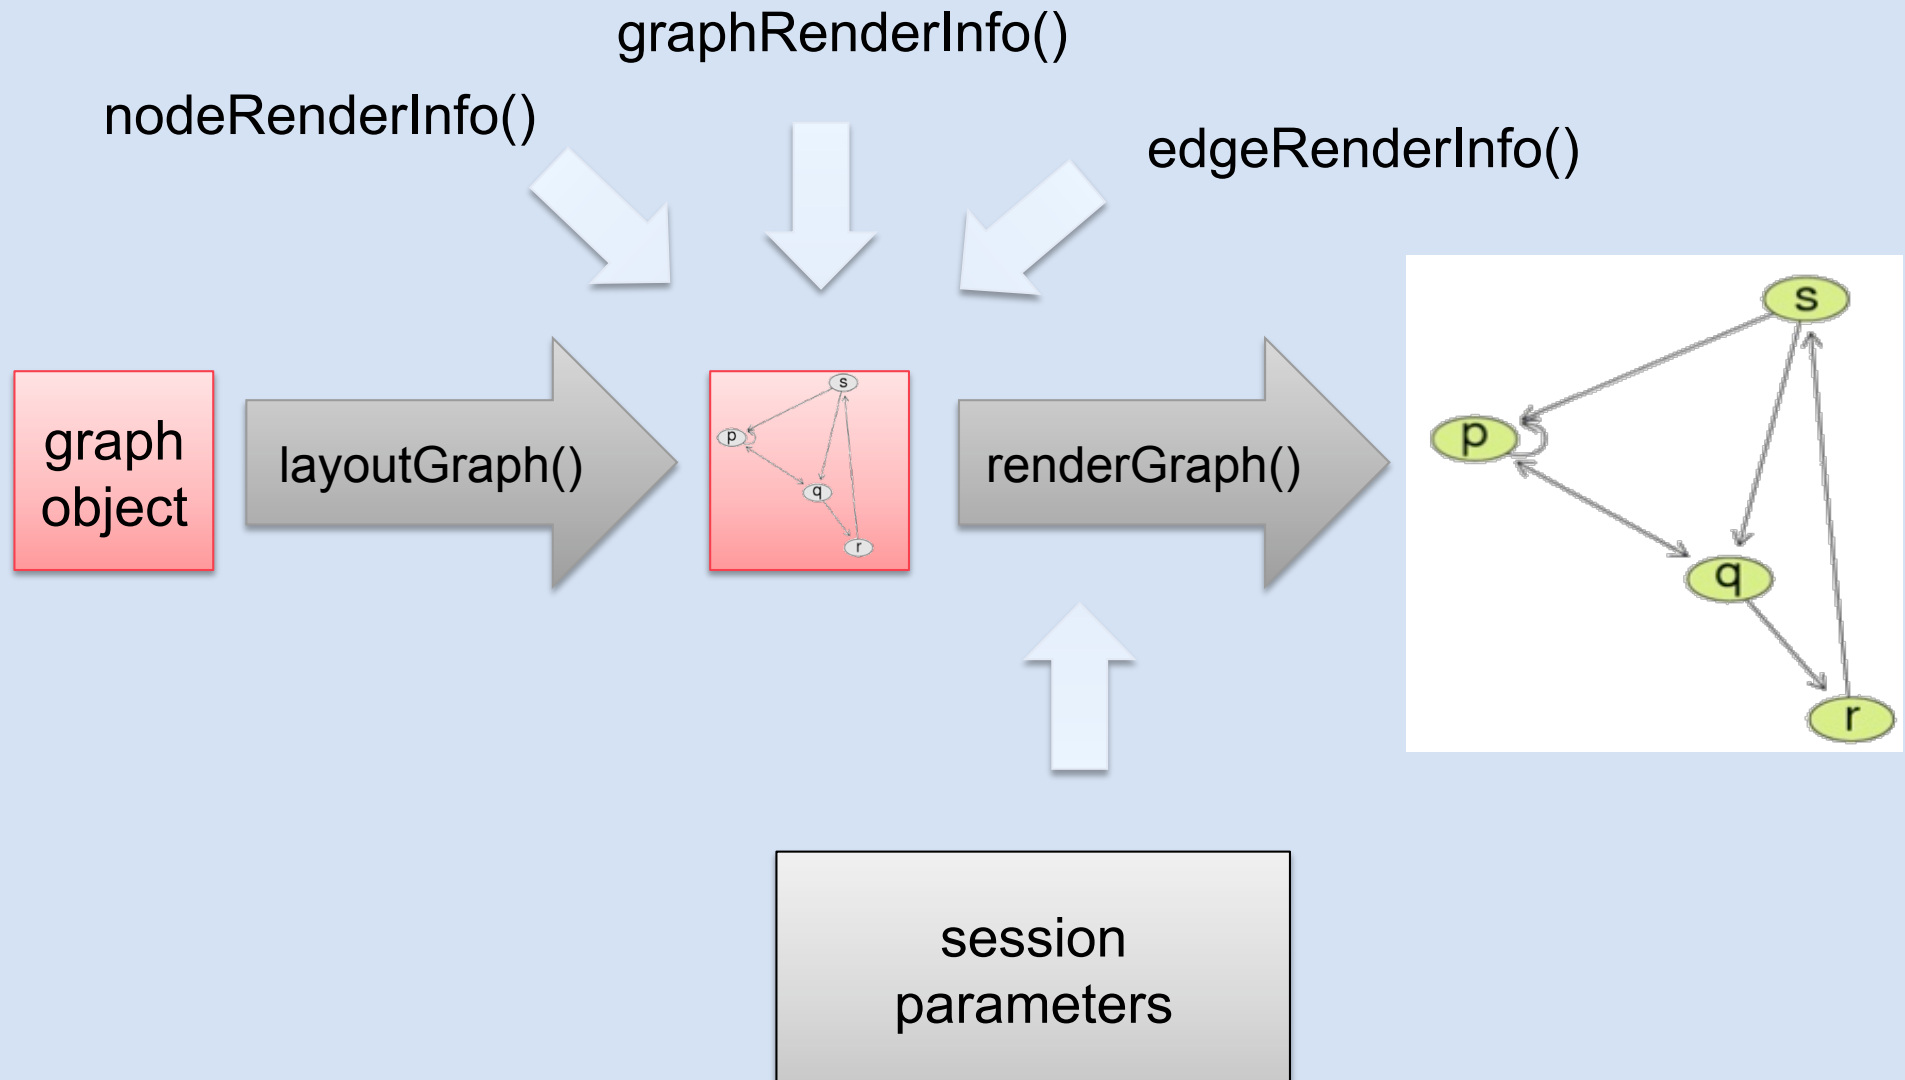 graphRenderInfo()
nodeRenderInfo()
edgeRenderInfo()
graph
object
layoutGraph()
s
p
q
r
renderGraph()
s
p
q
r
session
parameters